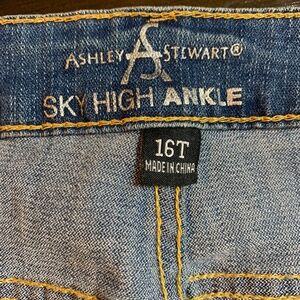 ASHLEY AS STEWART®
SKY HIGH ANKLE
16T
MADE IN CHINA